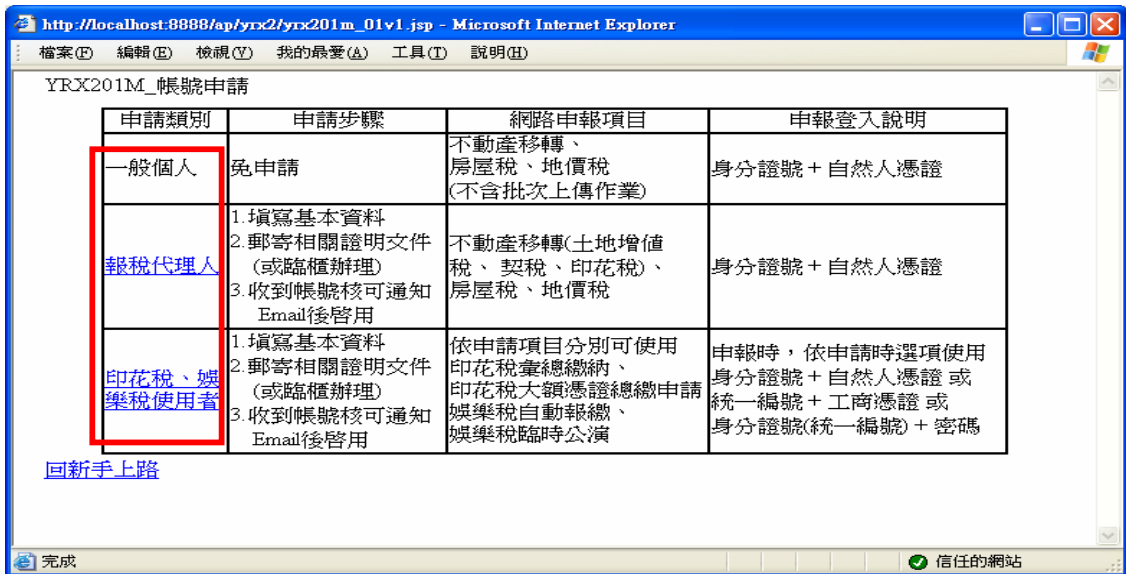 http://localhost:8888/ap/yrx2/yrx201m_01v1.jsp - Microsoft Internet Explorer
檔案(F) 編輯(E) 檢視(V) 我的最愛(A) 工具(T) 說明(H)
YRX201M_帳號申請
申請類別 申請步驟 網路申報項目 申報登入說明
一般個人
免申請
不動產移轉、
房屋稅、地價稅
(不含批次上傳作業)
身分證號+自然人憑證
報稅代理人
1.填寫基本資料
2.郵寄相關證明文件
(或臨櫃辦理)
3.收到帳號核可通知
Email後啓用
不動產移轉(土地增值
稅、 契稅、印花稅)、
房屋稅、地價稅
身分證號+自然人憑證
印花稅、娛
樂稅使用者
1.填寫基本資料
2.郵寄相關證明文件
(或臨櫃辦理)
3.收到帳號核可通知
Email後啓用
依申請項目分別可使用
印花稅彙總繳納、
印花稅大額憑證總繳申請
娛樂稅自動報繳、
娛樂稅臨時公演
申報時，依申請時選項使用
身分證號+自然人憑證 或
統一編號+工商憑證 或
身分證號(統一編號)+密碼
回新手上路
完成
信任的網站